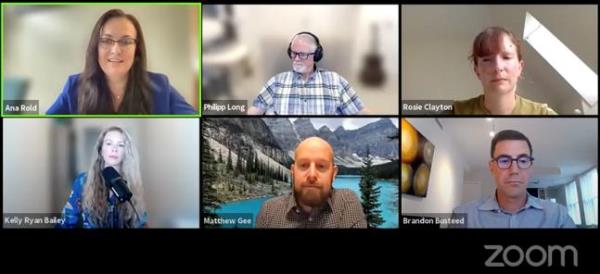 Ana Rold
Philipp Long
Rosie Clayton
Kelly Ryan Bailey
Matthew Gee
Brandon Busteed
zoom